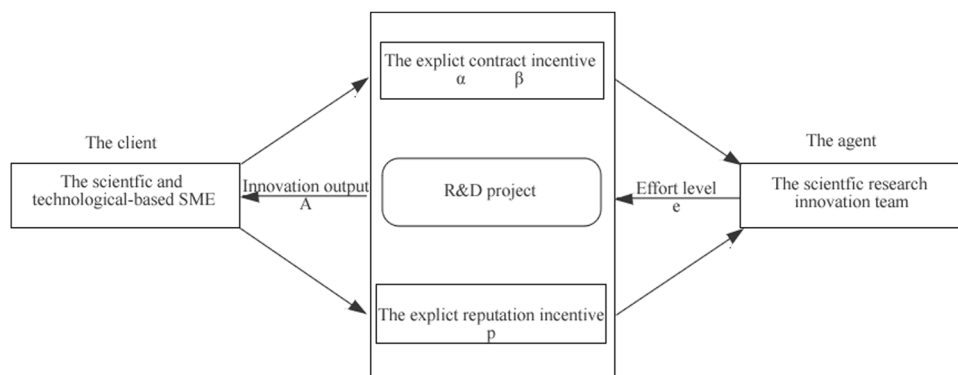 The explict contract incentive
α β
The client
The agent
The scientfic and
technological-based SME
Innovation output
A
R&D project
Effort level
e
The scientfic research
innovation team
The explict reputation incentive
p